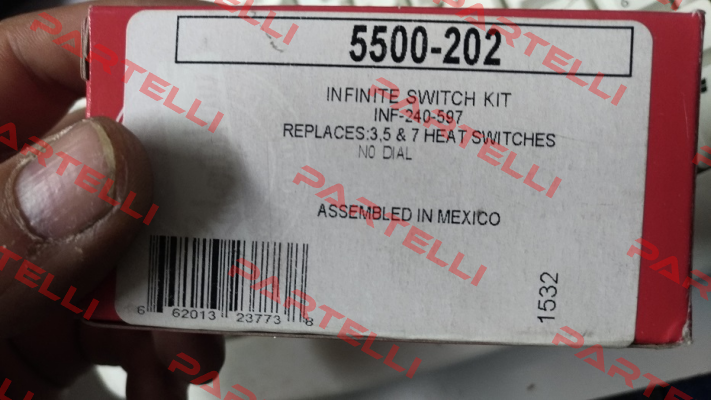 5500-202
INFINITE SWITCH KIT
INF-240-597
REPLACES:3,5 & 7 HEAT SWITCHES
NO DIAL
ASSEMBLED IN MEXICO
6 62013 23773 8
1532
PARTELLI
PARTELLI
PARTELLI
PARTELLI
PARTELLI
PARTELLI
PARTELLI